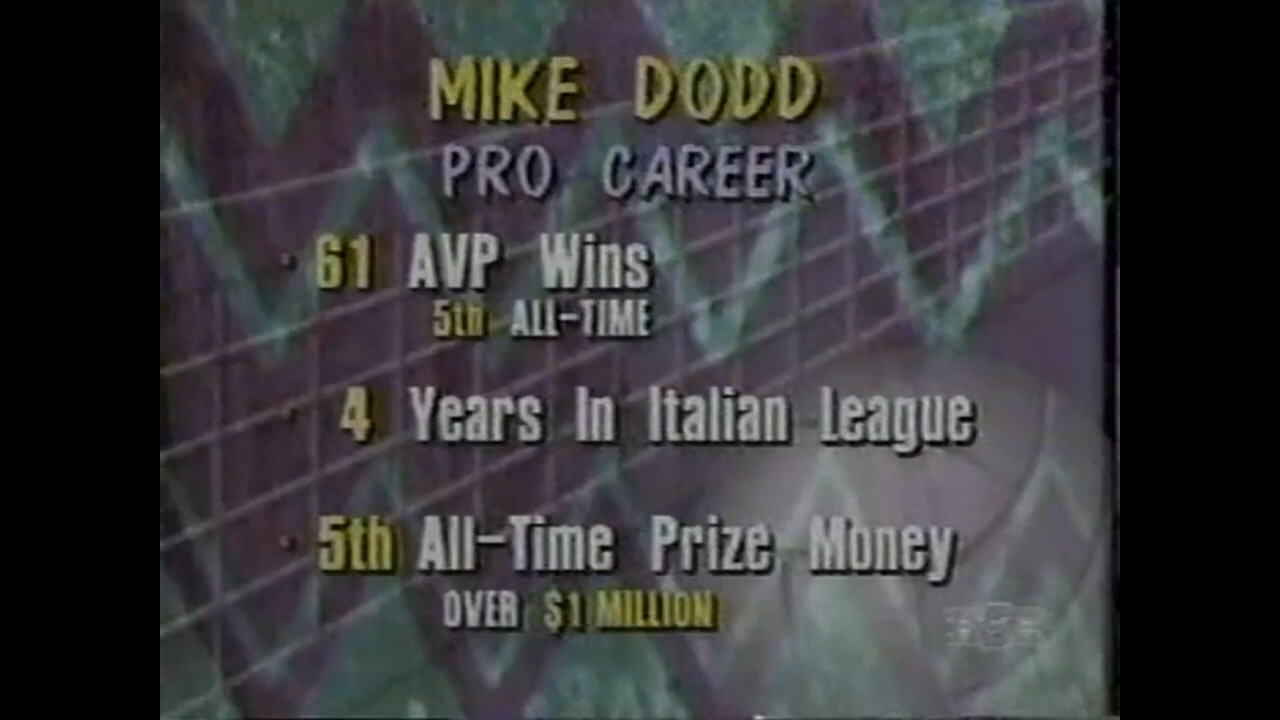 MIKE DODD
PRO CAREER
· 61 AVP Wins
5th ALL-TIME
· 4 Years In Italian League
· 5th All-Time Prize Money
OVER $1 MILLION